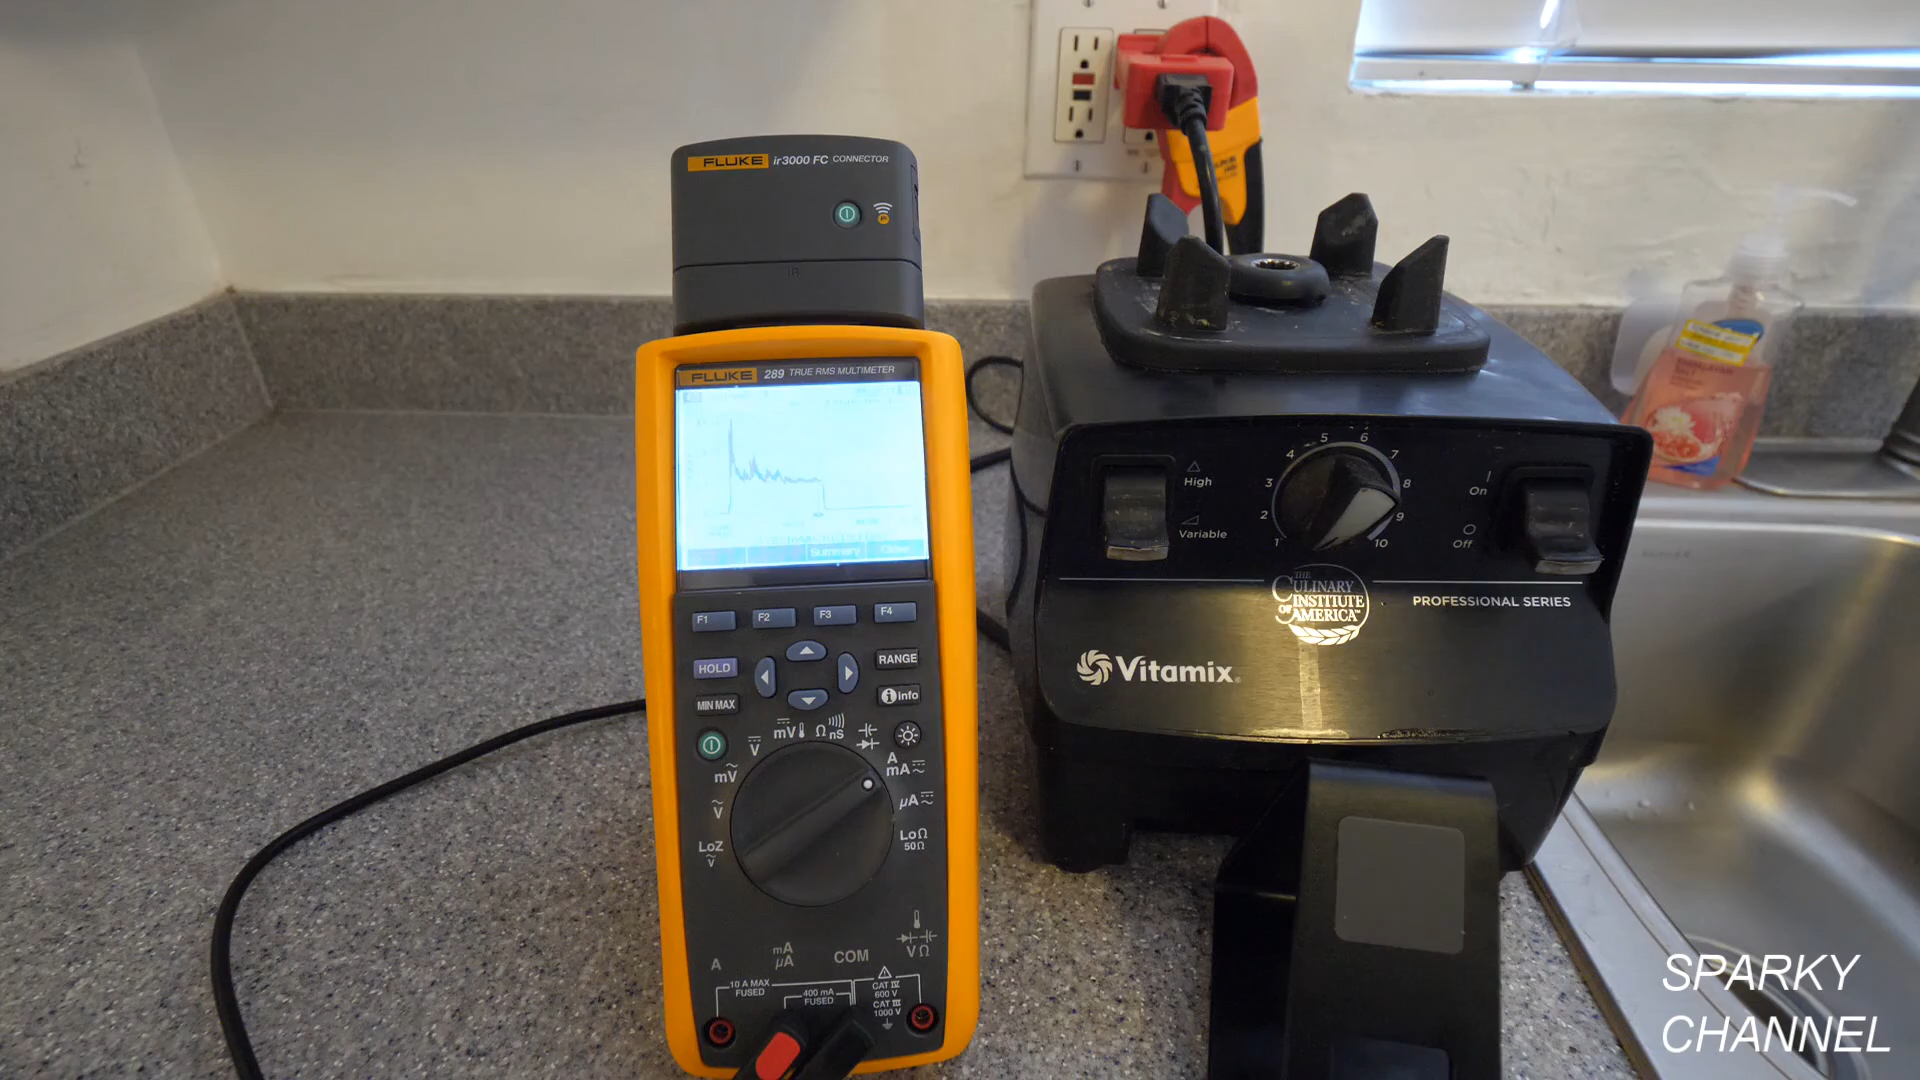 FLUKE ir3000 FC CONNECTOR
IR
FLUKE 289 TRUE RMS MULTIMETER
Summary Close
F1 F2 F3 F4
HOLD
RANGE
MIN MAX
info
mV
Ω nS
V
A
mA
mV
µA
V
LoΩ
50Ω
LoZ
V
A
mA
µA
COM
VΩ
10 A MAX
FUSED
400 mA
FUSED
CAT IV
600 V
CAT III
1000 V
High
Variable
1 2 3 4 5 6 7 8 9 10
I
On
O
Off
THE
CULINARY
INSTITUTE
OF AMERICA
PROFESSIONAL SERIES
Vitamix
SPARKY
CHANNEL